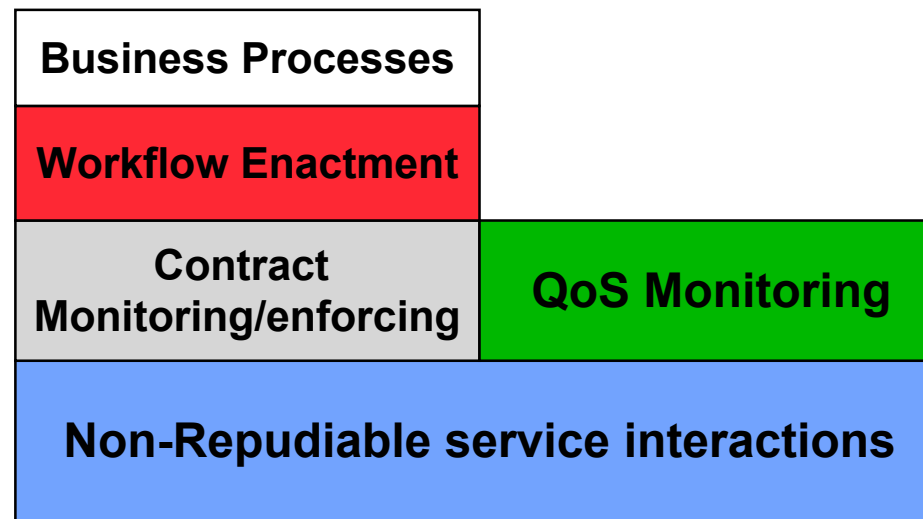 Business Processes
Workflow Enactment
Contract
Monitoring/enforcing
QoS Monitoring
Non-Repudiable service interactions